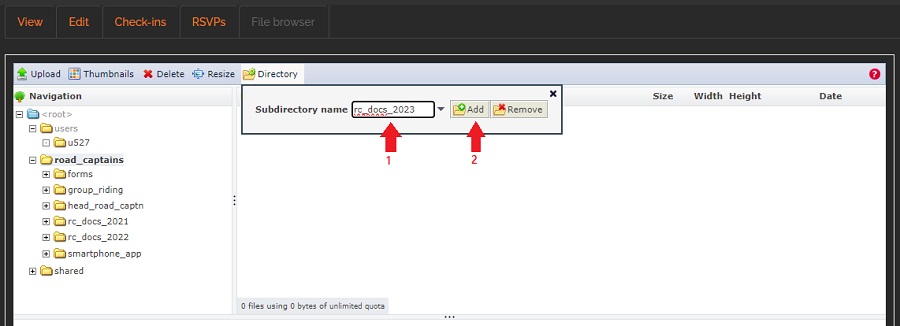 View Edit Check-ins RSVPs File browser
Upload Thumbnails Delete Resize Directory ?
Navigation
Size Width Height Date
Subdirectory name rc_docs_2023 Add Remove
1 2
<root>
users
u527
road_captains
forms
group_riding
head_road_captn
rc_docs_2021
rc_docs_2022
smartphone_app
shared
0 files using 0 bytes of unlimited quota